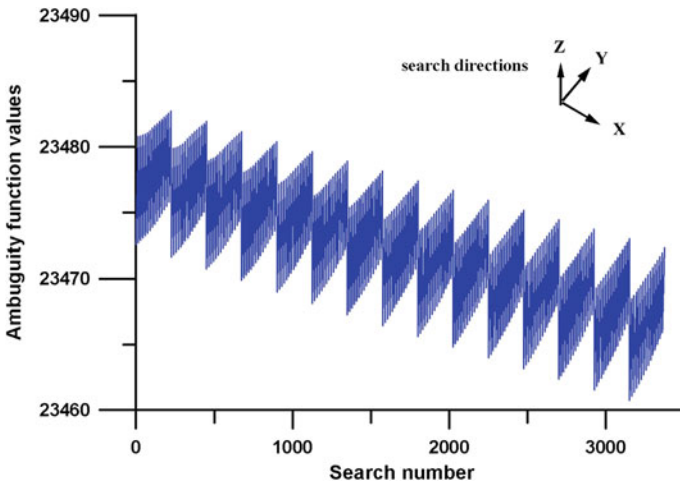 23490
search directions
Z
Y
X
23480
23470
23460
Ambuguity function values
0
1000
2000
3000
Search number